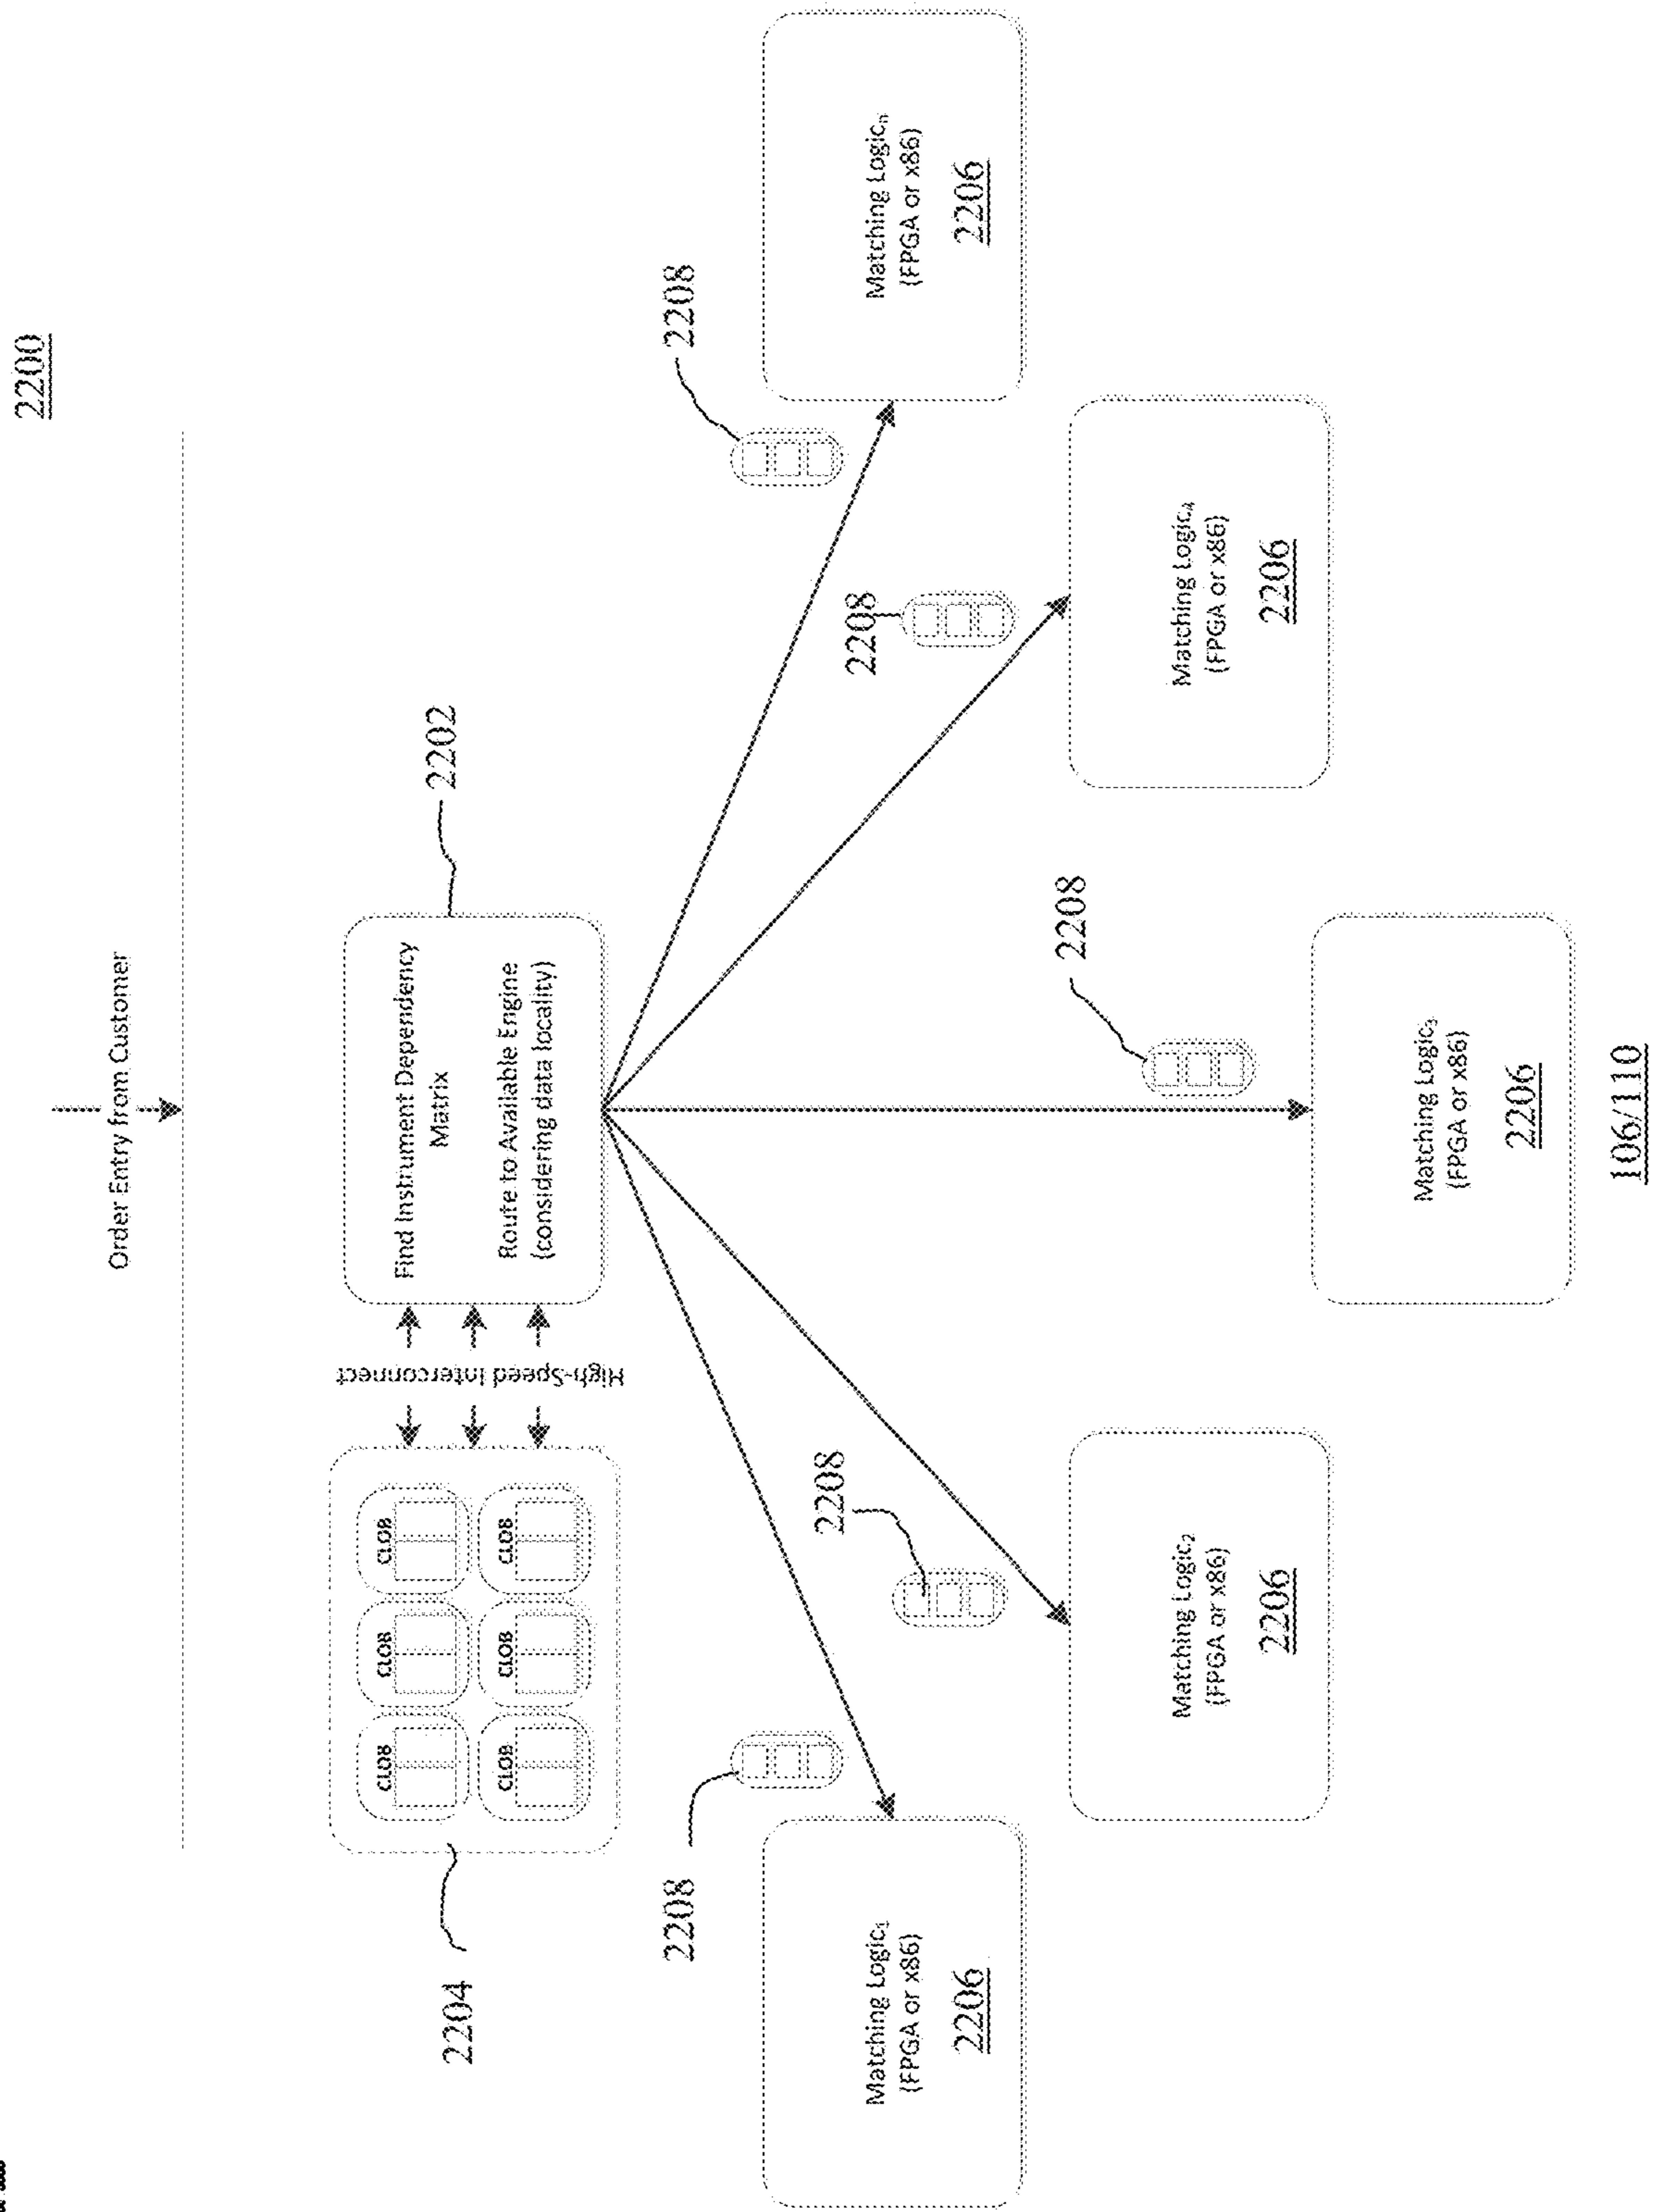 2200
Order Entry from Customer
2202
Find Instrument Dependency
Matrix
Route to Available Engine
(considering data locality)
High-Speed Interconnect
CLOB
CLOB
CLOB
CLOB
CLOB
CLOB
2204
2208
2208
2208
2208
2208
Matching Logic₁
(FPGA or x86)
2206
Matching Logic₂
(FPGA or x86)
2206
Matching Logic₃
(FPGA or x86)
2206
Matching Logic₄
(FPGA or x86)
2206
Matching Logicₙ
(FPGA or x86)
2206
106/110